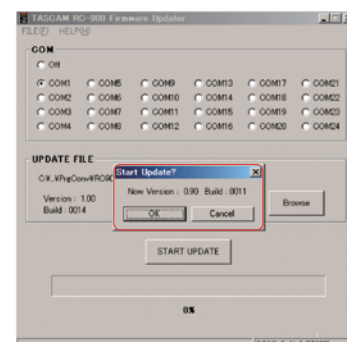 TASCAM RC-900 Firmware Updater
FILE(F) HELP(H)
COM
Off
COM1 COM5 COM9 COM13 COM17 COM21
COM2 COM6 COM10 COM14 COM18 COM22
COM3 COM7 COM11 COM15 COM19 COM23
COM4 COM8 COM12 COM16 COM20 COM24
UPDATE FILE
Start Update?
Now Version : 0.90 Build : 0011
Version : 1.00
Build : 0014
OK Cancel
Browse
START UPDATE
0%